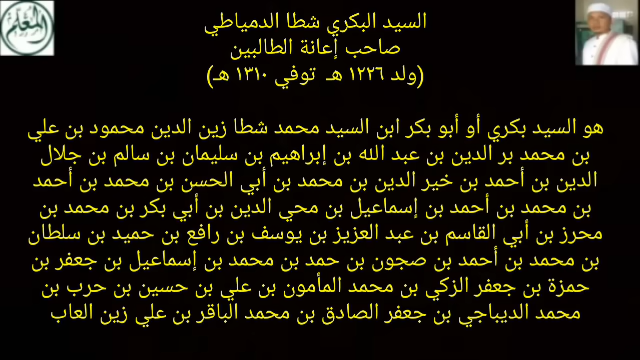 السيد البكري شطا الدمياطي
صاحب إعانة الطالبين
(ولد ١٢٢٦ هـ توفي ١٣١٠ هـ)
هو السيد بكري أو أبو بكر ابن السيد محمد شطا زين الدين محمود بن علي
بن محمد بر الدين بن عبد الله بن إبراهيم بن سليمان بن سالم بن جلال
الدين بن أحمد بن خير الدين بن محمد بن أبي الحسن بن محمد بن أحمد
بن محمد بن أحمد بن إسماعيل بن محي الدين بن أبي بكر بن محمد بن
محرز بن أبي القاسم بن عبد العزيز بن يوسف بن رافع بن حميد بن سلطان
بن محمد بن أحمد بن صجون بن حمد بن محمد بن إسماعيل بن جعفر بن
حمزة بن جعفر الزكي بن محمد المأمون بن علي بن حسين بن حرب بن
محمد الديباجي بن جعفر الصادق بن محمد الباقر بن علي زين العاب
المعلم